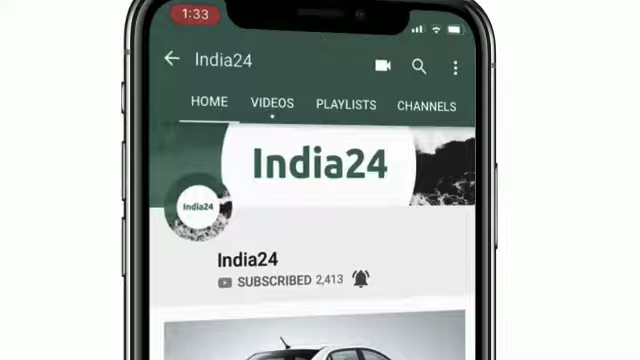 1:33
India24
HOME VIDEOS PLAYLISTS CHANNELS
India24
India24
India24
SUBSCRIBED 2,413